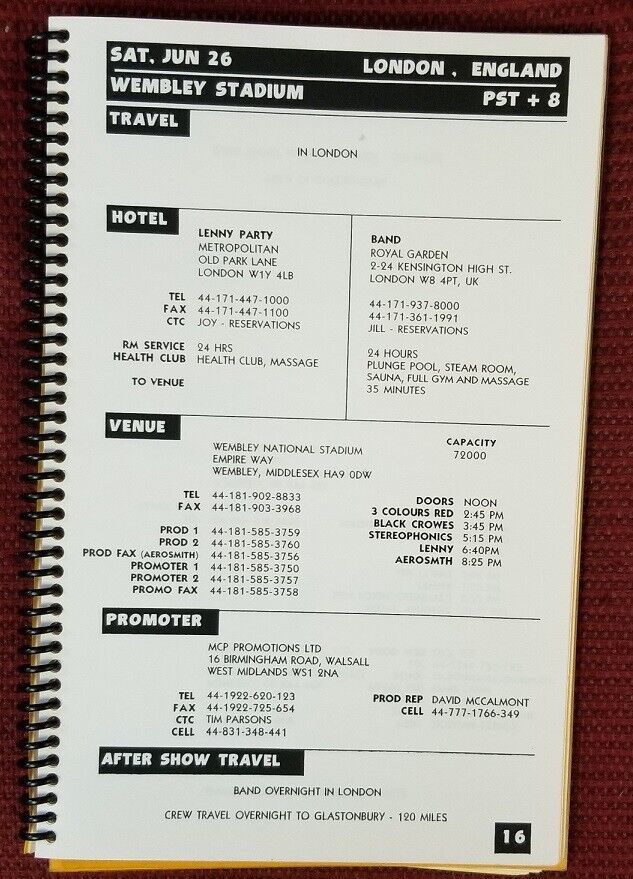 SAT, JUN 26 LONDON , ENGLAND
WEMBLEY STADIUM PST + 8
TRAVEL
IN LONDON
HOTEL
LENNY PARTY
METROPOLITAN
OLD PARK LANE
LONDON W1Y 4LB
TEL 44-171-447-1000
FAX 44-171-447-1100
CTC JOY - RESERVATIONS
RM SERVICE 24 HRS
HEALTH CLUB HEALTH CLUB, MASSAGE
TO VENUE
BAND
ROYAL GARDEN
2-24 KENSINGTON HIGH ST.
LONDON W8 4PT, UK
44-171-937-8000
44-171-361-1991
JILL - RESERVATIONS
24 HOURS
PLUNGE POOL, STEAM ROOM,
SAUNA, FULL GYM AND MASSAGE
35 MINUTES
VENUE
WEMBLEY NATIONAL STADIUM
EMPIRE WAY
WEMBLEY, MIDDLESEX HA9 0DW
CAPACITY
72000
TEL 44-181-902-8833
FAX 44-181-903-3968
PROD 1 44-181-585-3759
PROD 2 44-181-585-3760
PROD FAX (AEROSMITH) 44-181-585-3756
PROMOTER 1 44-181-585-3750
PROMOTER 2 44-181-585-3757
PROMO FAX 44-181-585-3758
DOORS NOON
3 COLOURS RED 2:45 PM
BLACK CROWES 3:45 PM
STEREOPHONICS 5:15 PM
LENNY 6:40PM
AEROSMTH 8:25 PM
PROMOTER
MCP PROMOTIONS LTD
16 BIRMINGHAM ROAD, WALSALL
WEST MIDLANDS WS1 2NA
TEL 44-1922-620-123
FAX 44-1922-725-654
CTC TIM PARSONS
CELL 44-831-348-441
PROD REP DAVID MCCALMONT
CELL 44-777-1766-349
AFTER SHOW TRAVEL
BAND OVERNIGHT IN LONDON
CREW TRAVEL OVERNIGHT TO GLASTONBURY - 120 MILES
16